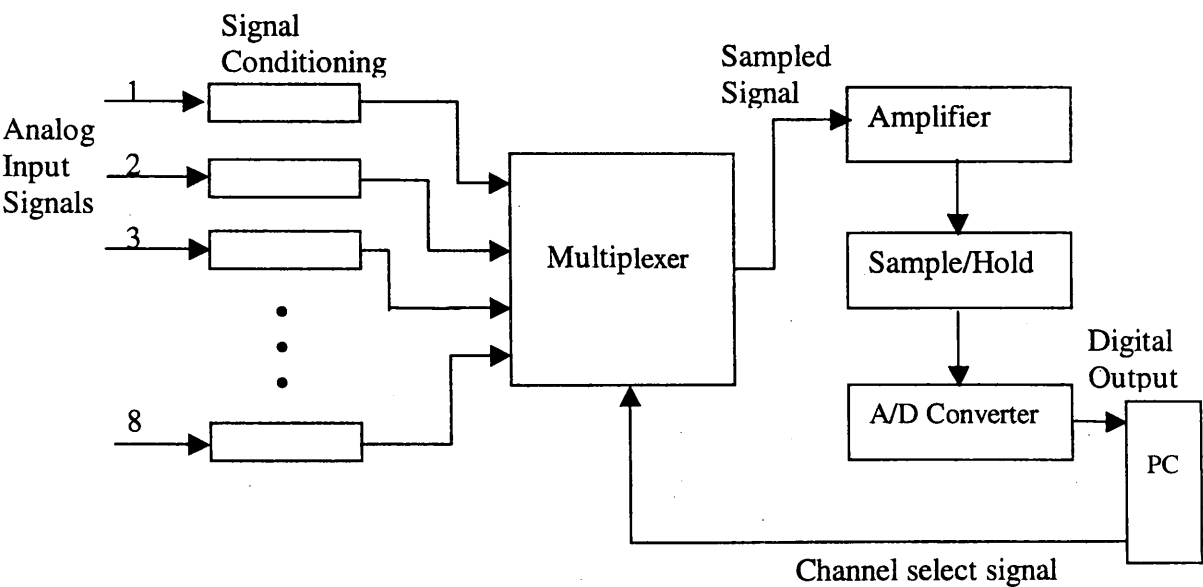 Signal
Conditioning
Analog
Input
Signals
1
2
3
8
Multiplexer
Sampled
Signal
Amplifier
Sample/Hold
A/D Converter
Digital
Output
PC
Channel select signal